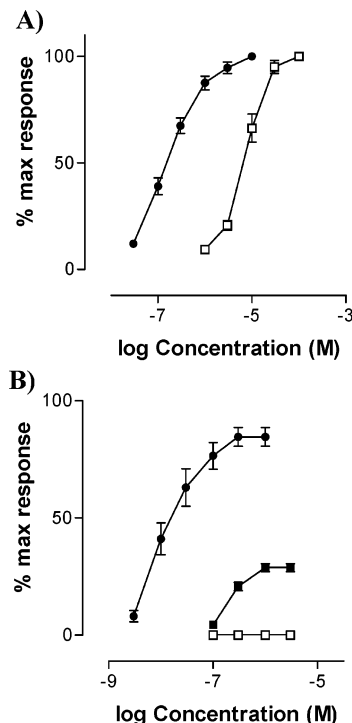 A)
% max response
100
50
0
-7
-5
-3
log Concentration (M)
B)
% max response
100
50
0
-9
-7
-5
log Concentration (M)